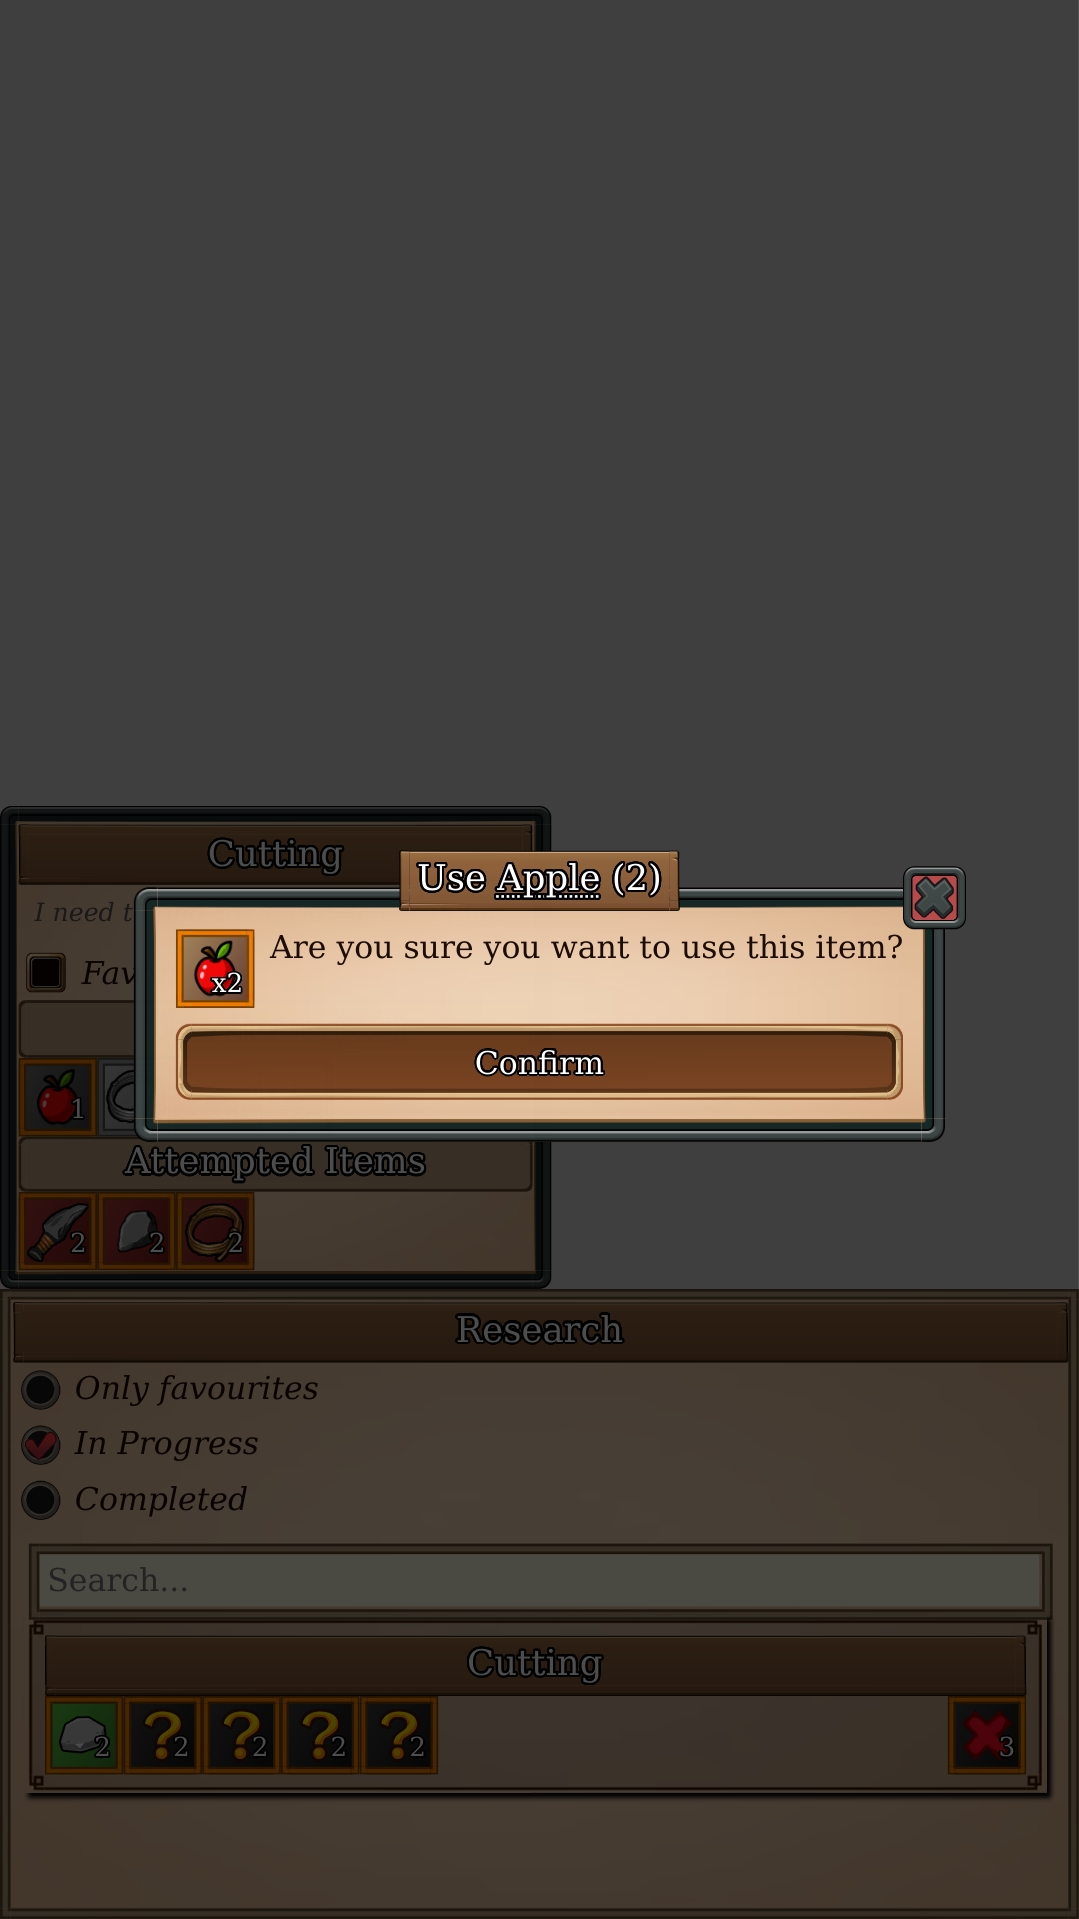 Cutting
Use Apple (2)
I need t
Are you sure you want to use this item?
x2
Fav
Confirm
1
Attempted Items
2
2
2
Research
Only favourites
In Progress
Completed
Search...
Cutting
2
?2
?2
?2
?2
3